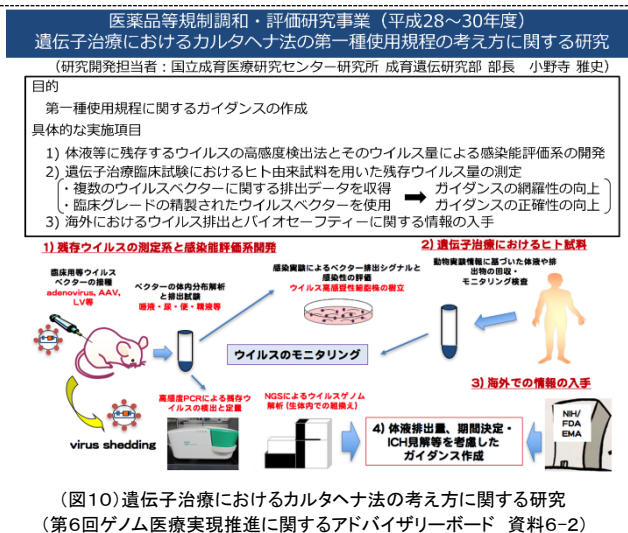 医薬品等規制調和・評価研究事業（平成28～30年度）
遺伝子治療におけるカルタヘナ法の第一種使用規程の考え方に関する研究
（研究開発担当者：国立成育医療研究センター研究所 成育遺伝研究部 部長　小野寺 雅史）
目的
第一種使用規程に関するガイダンスの作成
具体的な実施項目
1) 体液等に残存するウイルスの高感度検出法とそのウイルス量による感染能評価系の開発
2) 遺伝子治療臨床試験におけるヒト由来試料を用いた残存ウイルス量の測定
・複数のウイルスベクターに関する排出データを取得 ➡ ガイダンスの網羅性の向上
・臨床グレードの精製されたウイルスベクターを使用 ガイダンスの正確性の向上
3) 海外におけるウイルス排出とバイオセーフティーに関する情報の入手
1) 残存ウイルスの測定系と感染能評価系開発
臨床用等ウイルス
ベクターの接種
adenovirus, AAV,
LV等
ベクターの体内分布解析
と排出試験
唾液・尿・便・精液等
感染実験によるベクター排出シグナルと
感染性の評価
ウイルス高感受性細胞株の樹立
2) 遺伝子治療におけるヒト試料
動物実験情報に基づいた体液や排
出物の回収・
モニタリング検査
ウイルスのモニタリング
virus shedding
高感度PCRによる残存ウ
イルスの検出と定量
NGSによるウイルスゲノム
解析（生体内での組換え）
3) 海外での情報の入手
NIH/
FDA
EMA
4) 体液排出量、期間決定・
ICH見解等を考慮した
ガイダンス作成
（図10）遺伝子治療におけるカルタヘナ法の考え方に関する研究
（第6回ゲノム医療実現推進に関するアドバイザリーボード　資料6-2）